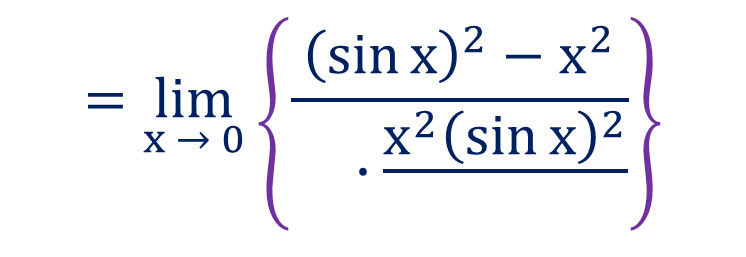 = lim x → 0 { (sin x)² − x² / . x² (sin x)² }